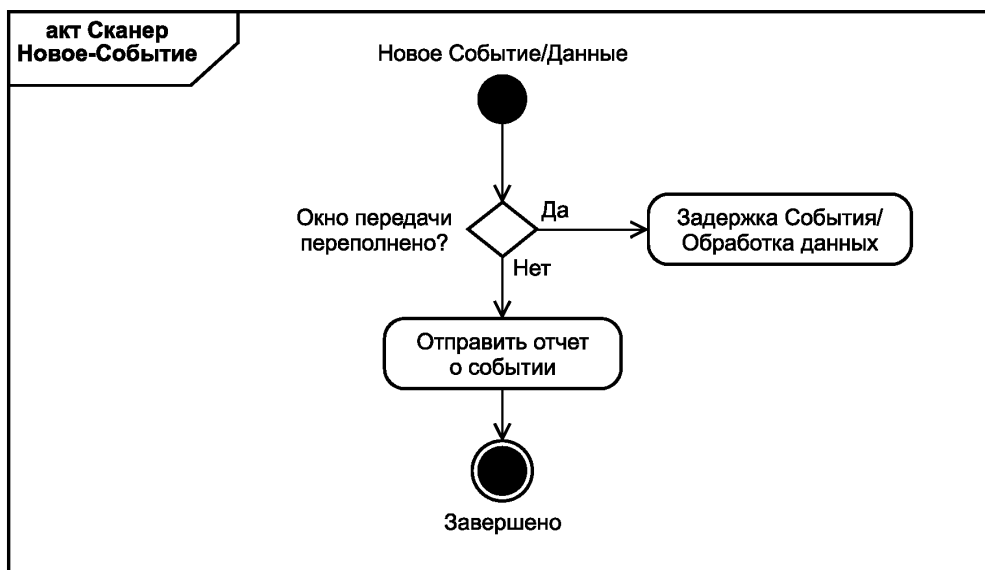 акт Сканер
Новое-Событие
Новое Событие/Данные
Окно передачи
переполнено?
Да
Задержка События/
Обработка данных
Нет
Отправить отчет
о событии
Завершено